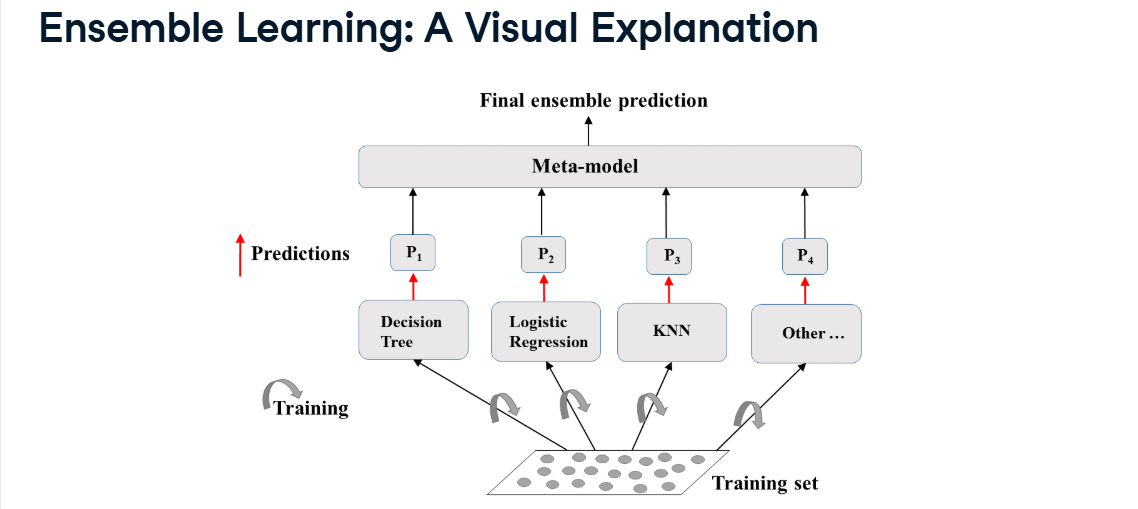 Ensemble Learning: A Visual Explanation
Final ensemble prediction
Meta-model
Predictions
P1
P2
P3
P4
Decision
Tree
Logistic
Regression
KNN
Other ...
Training
Training set